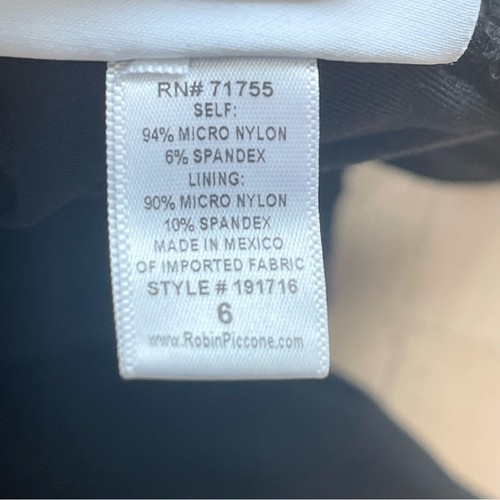 RN# 71755
SELF:
94% MICRO NYLON
6% SPANDEX
LINING:
90% MICRO NYLON
10% SPANDEX
MADE IN MEXICO
OF IMPORTED FABRIC
STYLE # 191716
6
www.RobinPiccone.com